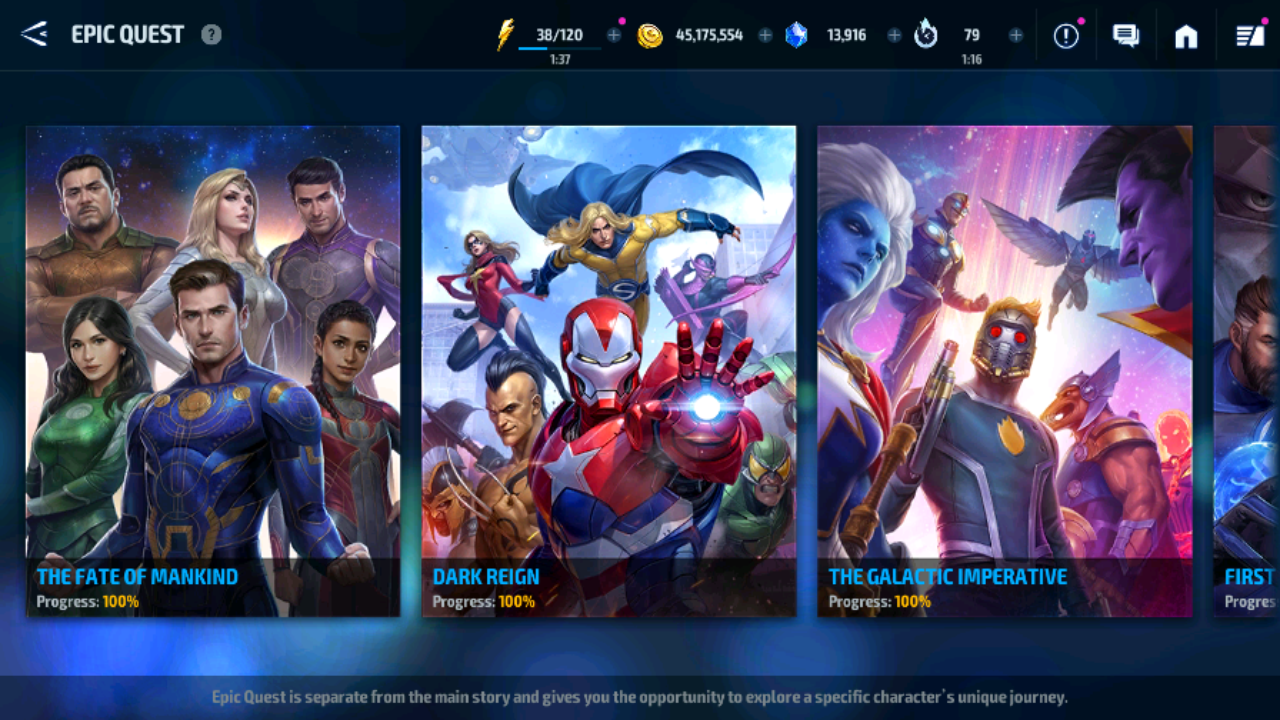 EPIC QUEST ?
38/120
1:37
45,175,554
13,916
79
1:16
THE FATE OF MANKIND
Progress: 100%
DARK REIGN
Progress: 100%
THE GALACTIC IMPERATIVE
Progress: 100%
FIRST
Progres
Epic Quest is separate from the main story and gives you the opportunity to explore a specific character's unique journey.